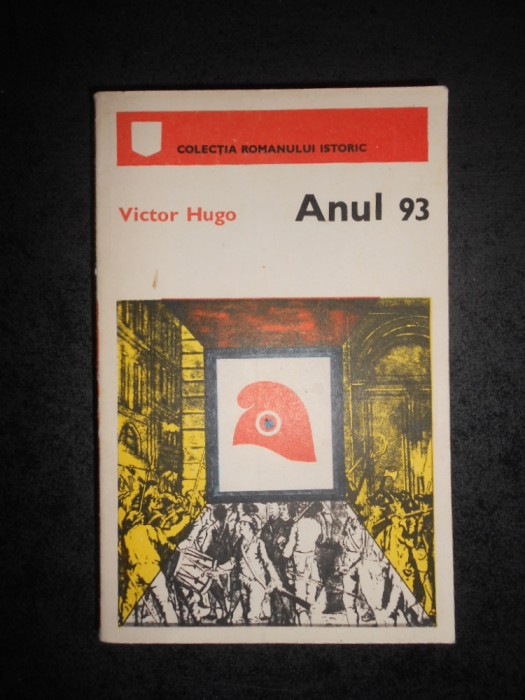 COLECȚIA ROMANULUI ISTORIC
Victor Hugo Anul 93